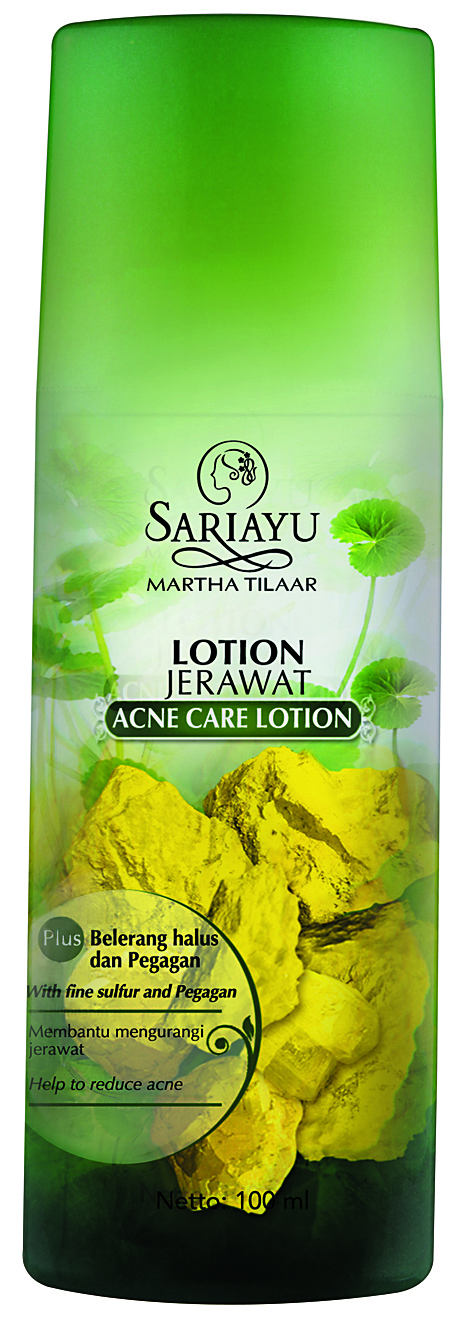 SARIAYU
MARTHA TILAAR
LOTION
JERAWAT
ACNE CARE LOTION
Plus Belerang halus
dan Pegagan
With fine sulfur and Pegagan
Membantu mengurangi
jerawat
Help to reduce acne
Netto: 100 ml